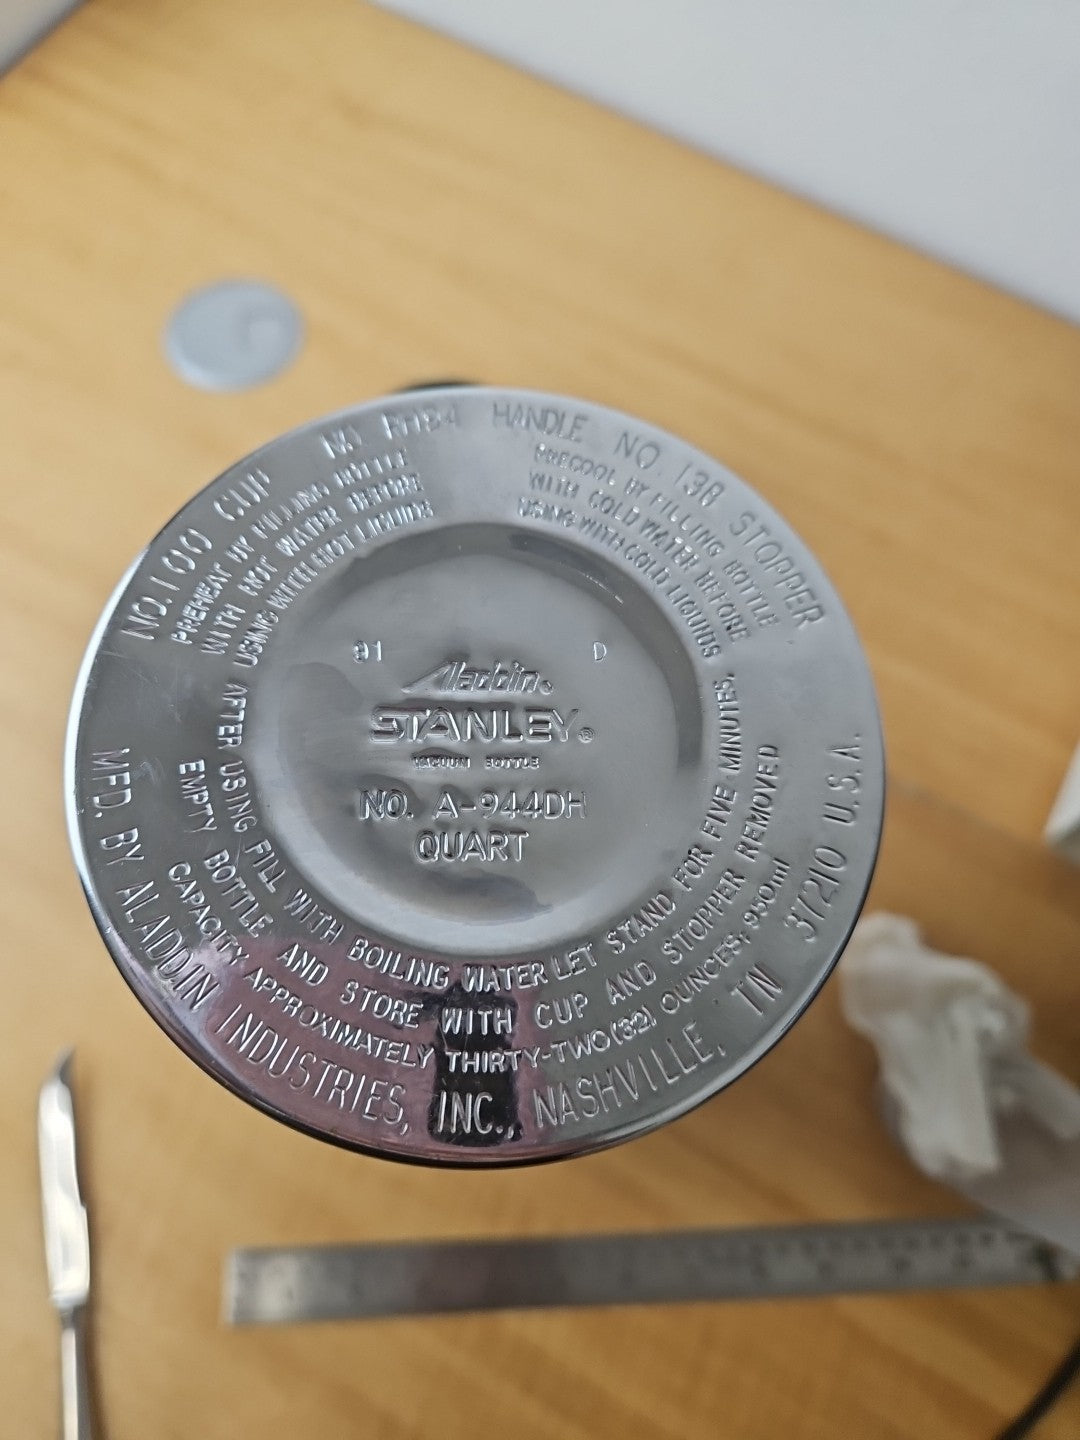 NO. 100 CUP NO. RH94 HANDLE NO. 13B STOPPER
PREHEAT BY FILLING BOTTLE
WITH HOT WATER BEFORE
USING WITH HOT LIQUIDS
PRECOOL BY FILLING BOTTLE
WITH COLD WATER BEFORE
USING WITH COLD LIQUIDS
91 D
Aladdin®
STANLEY®
VACUUM BOTTLE
NO. A-944DH
QUART
AFTER USING FILL WITH BOILING WATER LET STAND FOR FIVE MINUTES,
EMPTY BOTTLE AND STORE WITH CUP AND STOPPER REMOVED
CAPACITY APPROXIMATELY THIRTY-TWO (32) OUNCES, 950ml
MFD. BY ALADDIN INDUSTRIES, INC., NASHVILLE, TN 37210 U.S.A.